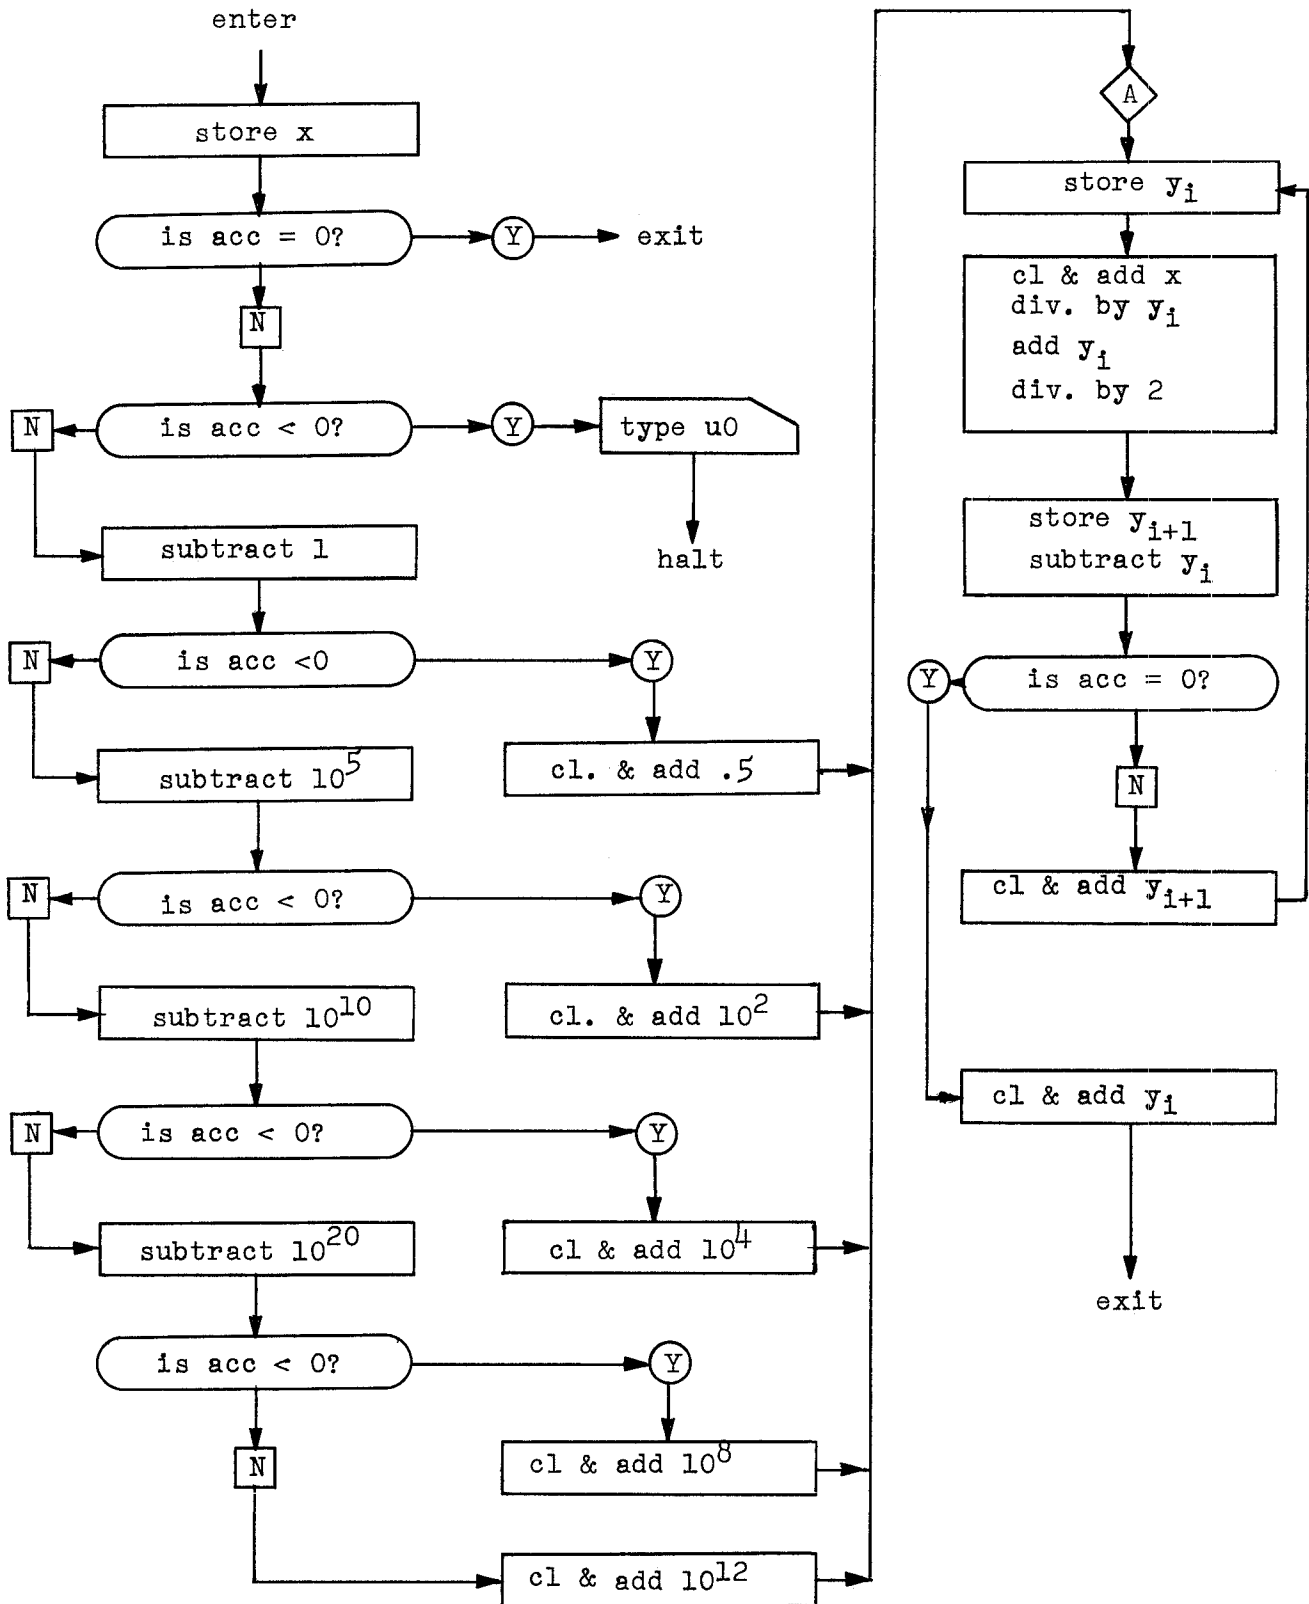 enter
store x
is acc = 0?
Y
exit
N
is acc < 0?
N
Y
type u0
halt
subtract 1
is acc <0
N
Y
subtract 10^5
cl. & add .5
is acc < 0?
N
Y
subtract 10^10
cl. & add 10^2
is acc < 0?
N
Y
subtract 10^20
cl & add 10^4
is acc < 0?
Y
N
cl & add 10^8
cl & add 10^12
A
store y_i
cl & add x
div. by y_i
add y_i
div. by 2
store y_{i+1}
subtract y_i
is acc = 0?
Y
N
cl & add y_{i+1}
cl & add y_i
exit